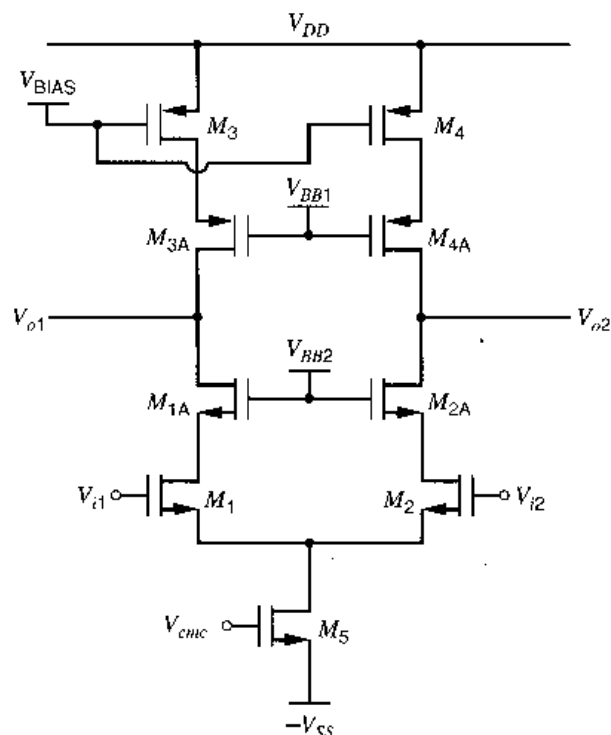 V_DD
V_BIAS
M_3
M_4
V_BB1
M_3A
M_4A
V_o1
V_o2
V_BB2
M_1A
M_2A
V_i1
M_1
M_2
V_i2
V_cmc
M_5
−V_SS